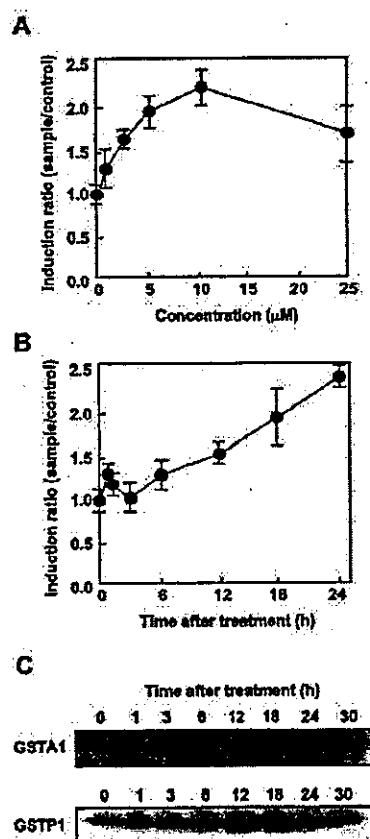 A
Induction ratio (sample/control)
2.5
2.0
1.5
1.0
0.5
0.0
0 5 10 15 20 25
Concentration (μM)
B
Induction ratio (sample/control)
2.5
2.0
1.5
1.0
0.5
0.0
0 6 12 18 24
Time after treatment (h)
C
Time after treatment (h)
0 1 3 6 12 18 24 30
GSTA1
0 1 3 6 12 18 24 30
GSTP1